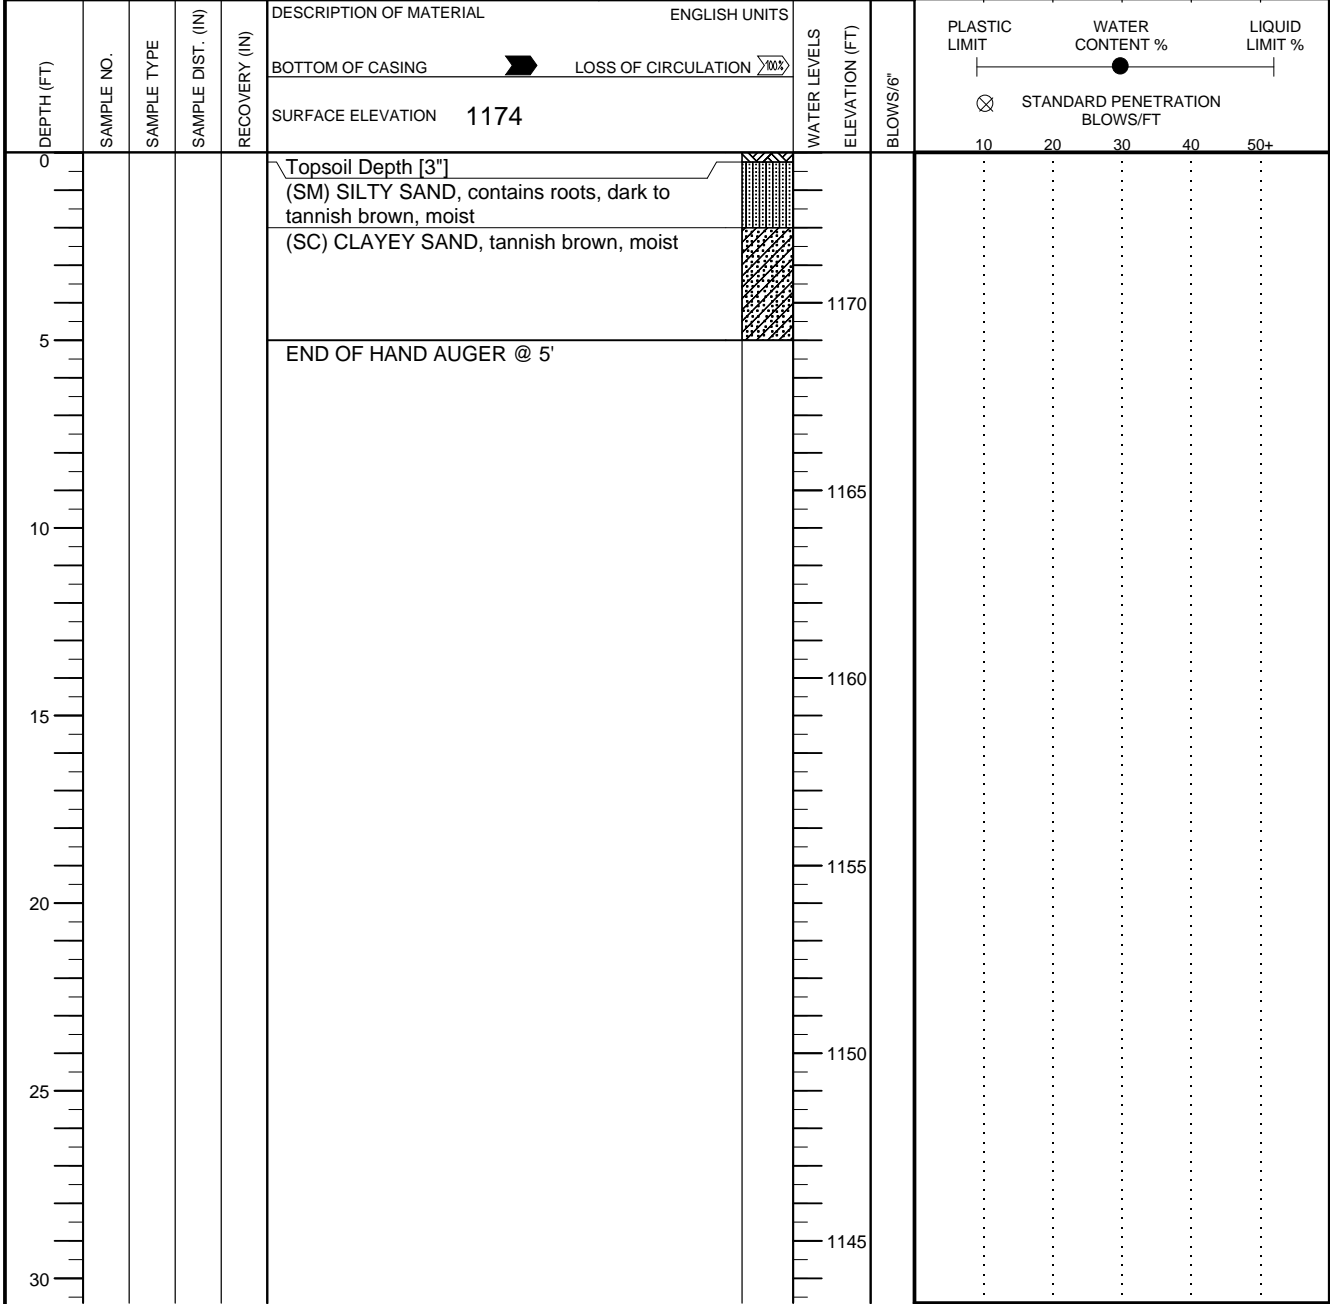 DEPTH (FT)
SAMPLE NO.
SAMPLE TYPE
SAMPLE DIST. (IN)
RECOVERY (IN)
DESCRIPTION OF MATERIAL
ENGLISH UNITS
BOTTOM OF CASING
LOSS OF CIRCULATION
100%
SURFACE ELEVATION
1174
WATER LEVELS
ELEVATION (FT)
BLOWS/6"
PLASTIC
LIMIT
WATER
CONTENT %
LIQUID
LIMIT %
STANDARD PENETRATION
BLOWS/FT
10
20
30
40
50+
0
Topsoil Depth [3"]
(SM) SILTY SAND, contains roots, dark to
tannish brown, moist
(SC) CLAYEY SAND, tannish brown, moist
1170
5
END OF HAND AUGER @ 5'
1165
10
1160
15
1155
20
1150
25
1145
30